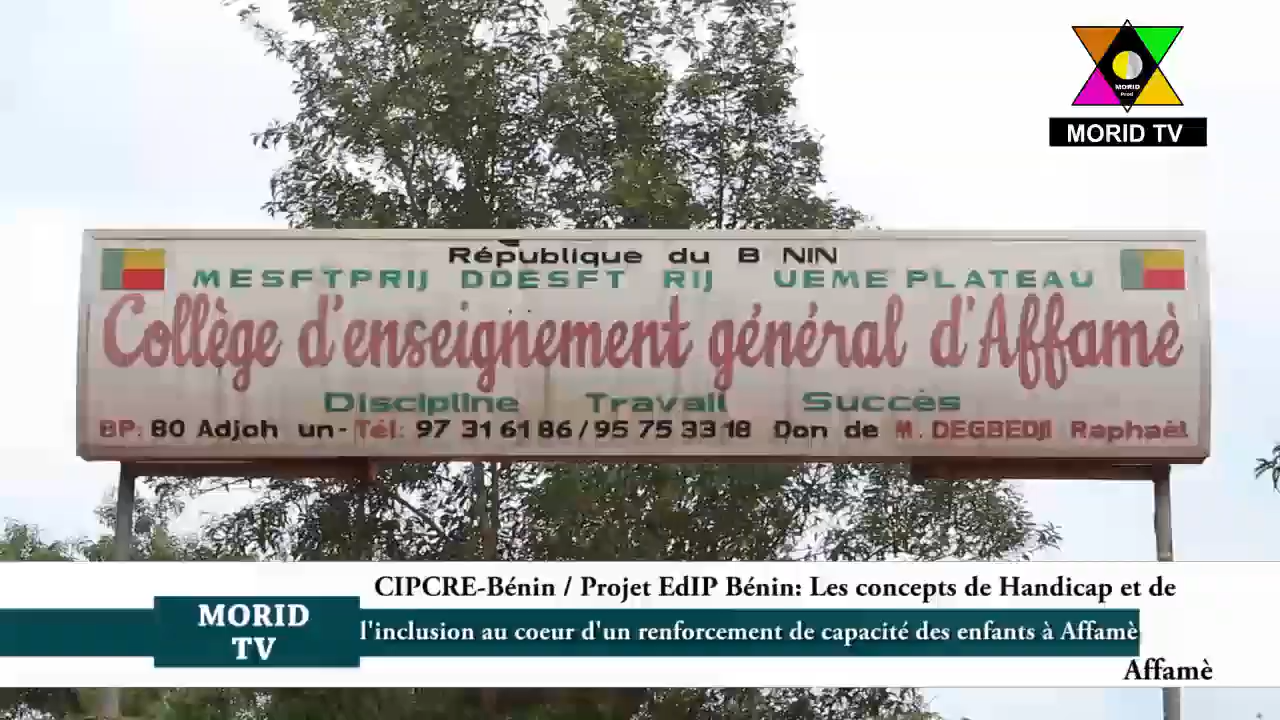 MORID
Prod
MORID TV
République du B NIN
MESFTPRIJ DDESFT RIJ UEME PLATEAU
Collège d'enseignement général d'Affamè
Discipline Travail Succès
BP: 80 Adjoh un - Tél: 97 31 61 86 / 95 75 33 18 Don de M. DEGBEDJI Raphaël
CIPCRE-Bénin / Projet EdIP Bénin: Les concepts de Handicap et de
MORID TV
l'inclusion au coeur d'un renforcement de capacité des enfants à Affamè
Affamè